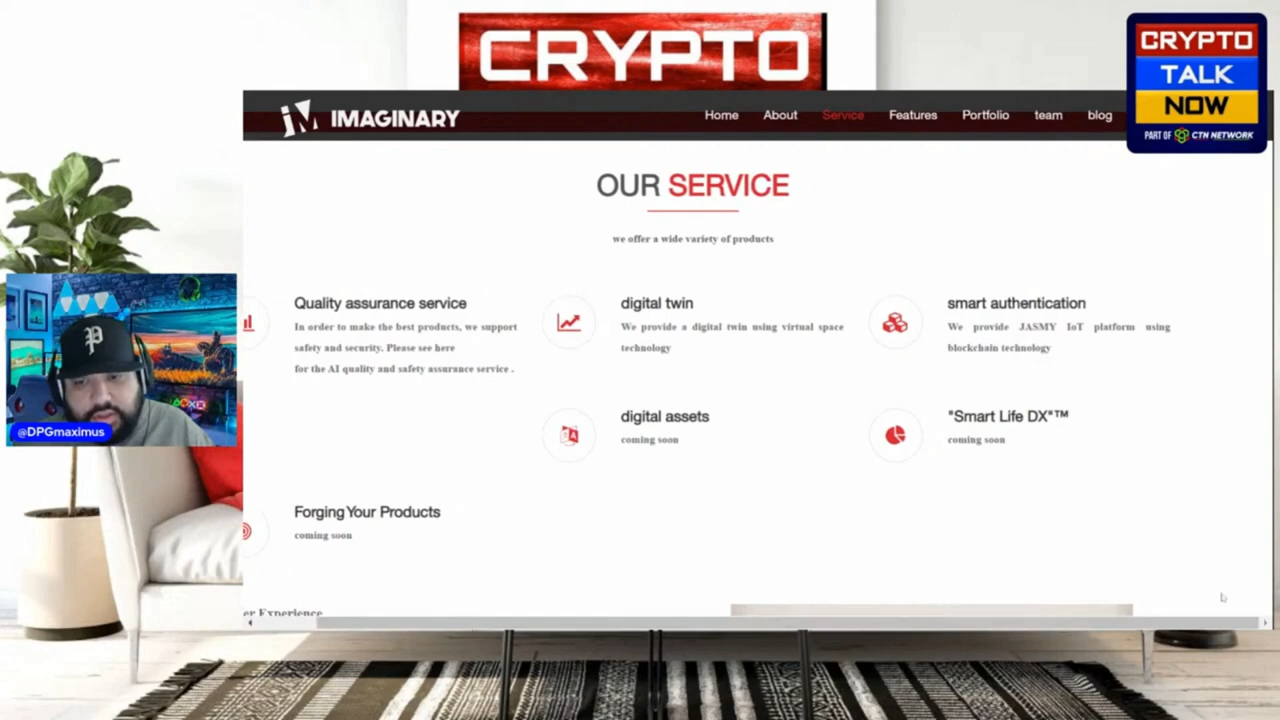 CRYPTO
CRYPTO
TALK
NOW
PART OF CTN NETWORK
IMAGINARY
Home About Service Features Portfolio team blog
OUR SERVICE
we offer a wide variety of products
Quality assurance service
In order to make the best products, we support
safety and security. Please see here
for the AI quality and safety assurance service .
digital twin
We provide a digital twin using virtual space
technology
smart authentication
We provide JASMY IoT platform using
blockchain technology
digital assets
coming soon
"Smart Life DX"™
coming soon
Forging Your Products
coming soon
er Experience
@DPGmaximus